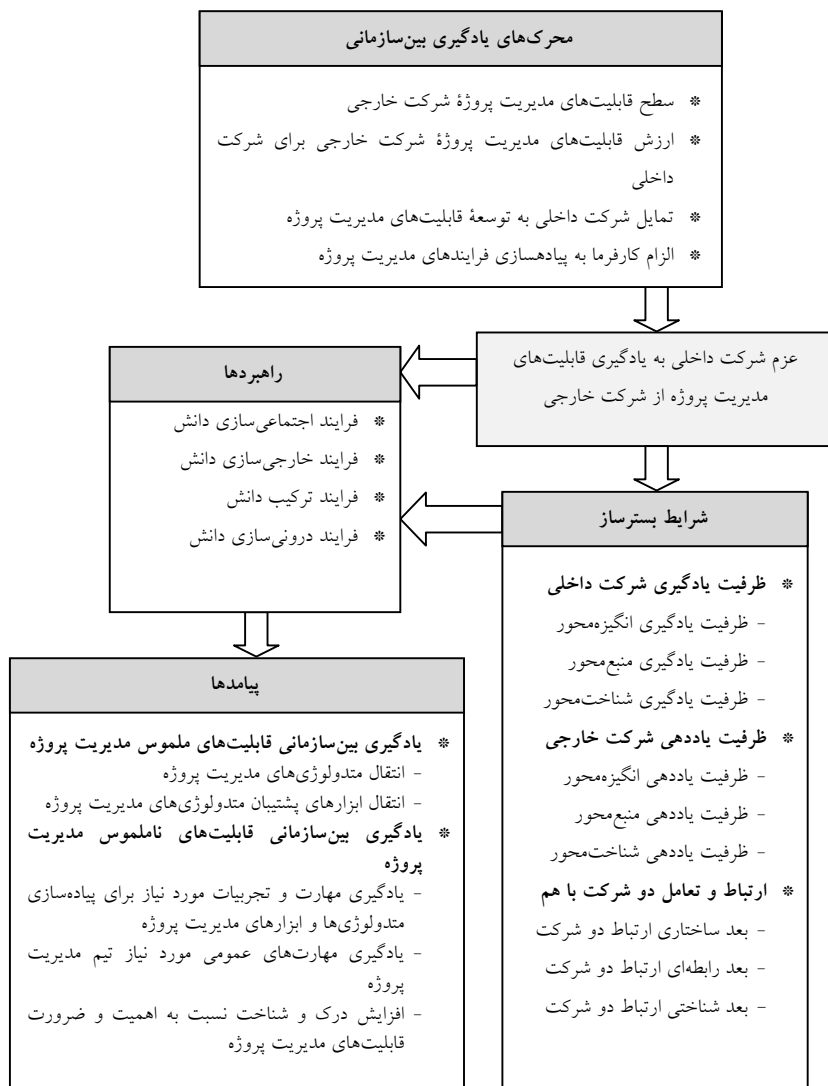 محرک‌های یادگیری بین‌سازمانی
※ سطح قابلیت‌های مدیریت پروژۀ شرکت خارجی
※ ارزش قابلیت‌های مدیریت پروژۀ شرکت خارجی برای شرکت
داخلی
※ تمایل شرکت داخلی به توسعۀ قابلیت‌های مدیریت پروژه
※ الزام کارفرما به پیادهسازی فرایندهای مدیریت پروژه
عزم شرکت داخلی به یادگیری قابلیت‌های
مدیریت پروژه از شرکت خارجی
راهبردها
※ فرایند اجتماعی‌سازی دانش
※ فرایند خارجی‌سازی دانش
※ فرایند ترکیب دانش
※ فرایند درونی‌سازی دانش
شرایط بسترساز
※ ظرفیت یادگیری شرکت داخلی
- ظرفیت یادگیری انگیزه‌محور
- ظرفیت یادگیری منبع‌محور
- ظرفیت یادگیری شناخت‌محور
※ ظرفیت یاددهی شرکت خارجی
- ظرفیت یاددهی انگیزه‌محور
- ظرفیت یاددهی منبع‌محور
- ظرفیت یاددهی شناخت‌محور
※ ارتباط و تعامل دو شرکت با هم
- بعد ساختاری ارتباط دو شرکت
- بعد رابطه‌ای ارتباط دو شرکت
- بعد شناختی ارتباط دو شرکت
پیامدها
※ یادگیری بین‌سازمانی قابلیت‌های ملموس مدیریت پروژه
- انتقال متدولوژی‌های مدیریت پروژه
- انتقال ابزارهای پشتیبان متدولوژی‌های مدیریت پروژه
※ یادگیری بین‌سازمانی قابلیت‌های ناملموس مدیریت
پروژه
- یادگیری مهارت و تجربیات مورد نیاز برای پیاده‌سازی
متدولوژی‌ها و ابزارهای مدیریت پروژه
- یادگیری مهارت‌های عمومی مورد نیاز تیم مدیریت
پروژه
- افزایش درک و شناخت نسبت به اهمیت و ضرورت
قابلیت‌های مدیریت پروژه